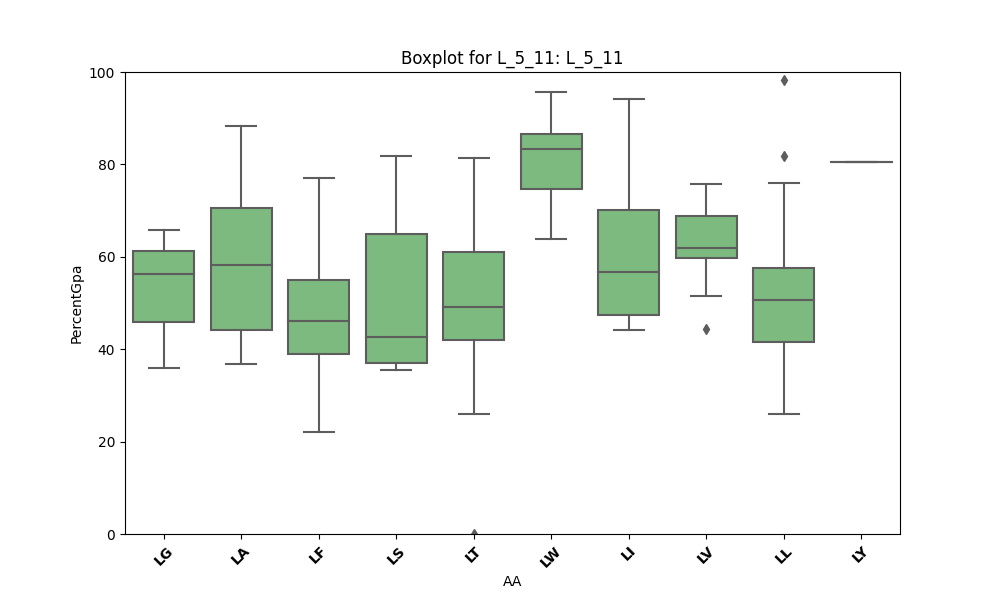 Boxplot for L_5_11: L_5_11
100
80
60
40
20
0
PercentGpa
LG
LA
LF
LS
LT
LW
LI
LV
LL
LY
AA